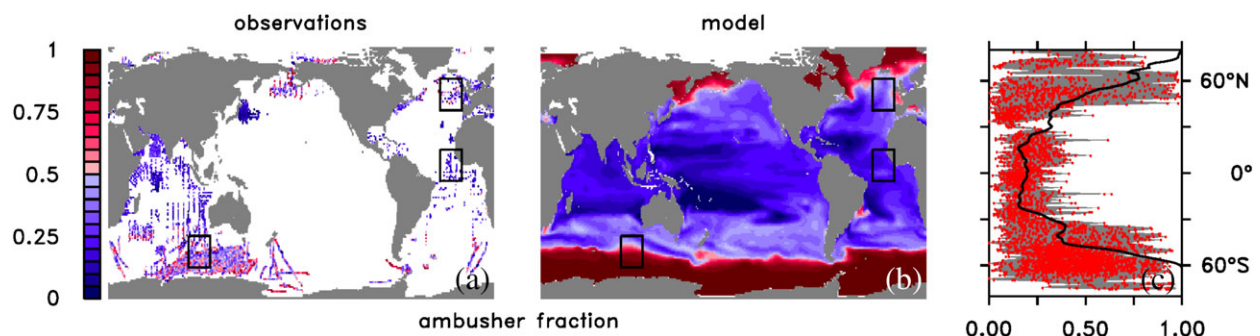 observations
model
1
0.75
0.5
0.25
0
(a)
(b)
(c)
60°N
0°
60°S
0.00
0.50
1.00
ambusher fraction